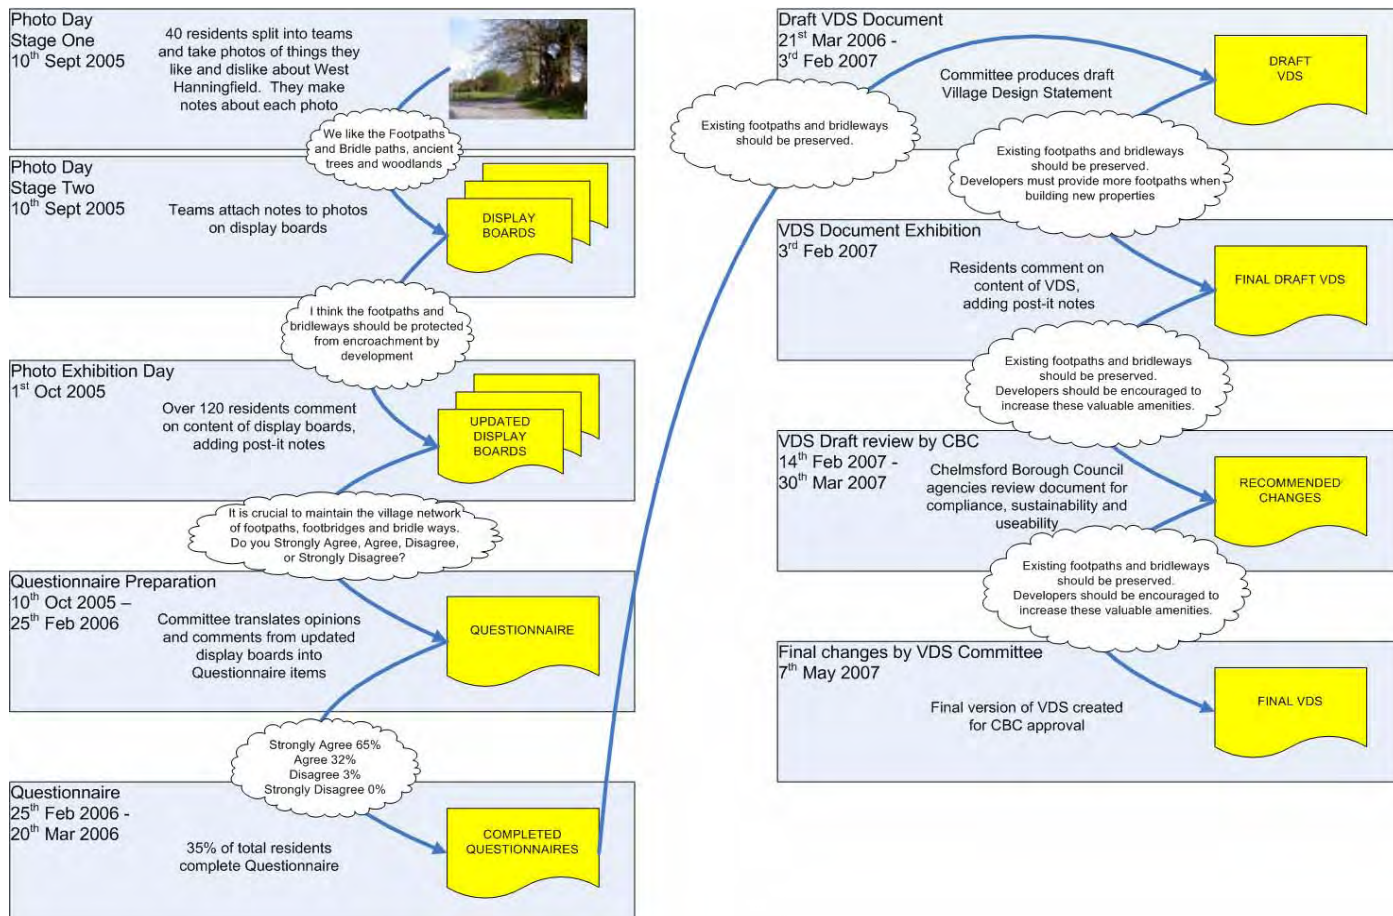 Photo Day
Stage One
10th Sept 2005
40 residents split into teams
and take photos of things they
like and dislike about West
Hanningfield. They make
notes about each photo
We like the Footpaths
and Bridle paths, ancient
trees and woodlands
Photo Day
Stage Two
10th Sept 2005
Teams attach notes to photos
on display boards
DISPLAY
BOARDS
I think the footpaths and
bridleways should be protected
from encroachment by
development
Photo Exhibition Day
1st Oct 2005
Over 120 residents comment
on content of display boards,
adding post-it notes
UPDATED
DISPLAY
BOARDS
It is crucial to maintain the village network
of footpaths, footbridges and bridle ways.
Do you Strongly Agree, Agree, Disagree,
or Strongly Disagree?
Questionnaire Preparation
10th Oct 2005 –
25th Feb 2006
Committee translates opinions
and comments from updated
display boards into
Questionnaire items
QUESTIONNAIRE
Strongly Agree 65%
Agree 32%
Disagree 3%
Strongly Disagree 0%
Questionnaire
25th Feb 2006 -
20th Mar 2006
35% of total residents
complete Questionnaire
COMPLETED
QUESTIONNAIRES
Existing footpaths and bridleways
should be preserved.
Draft VDS Document
21st Mar 2006 -
3rd Feb 2007
Committee produces draft
Village Design Statement
DRAFT
VDS
Existing footpaths and bridleways
should be preserved.
Developers must provide more footpaths when
building new properties
VDS Document Exhibition
3rd Feb 2007
Residents comment on
content of VDS,
adding post-it notes
FINAL DRAFT VDS
Existing footpaths and bridleways
should be preserved.
Developers should be encouraged to
increase these valuable amenities.
VDS Draft review by CBC
14th Feb 2007 -
30th Mar 2007
Chelmsford Borough Council
agencies review document for
compliance, sustainability and
useability
RECOMMENDED
CHANGES
Existing footpaths and bridleways
should be preserved.
Developers should be encouraged to
increase these valuable amenities.
Final changes by VDS Committee
7th May 2007
Final version of VDS created
for CBC approval
FINAL VDS